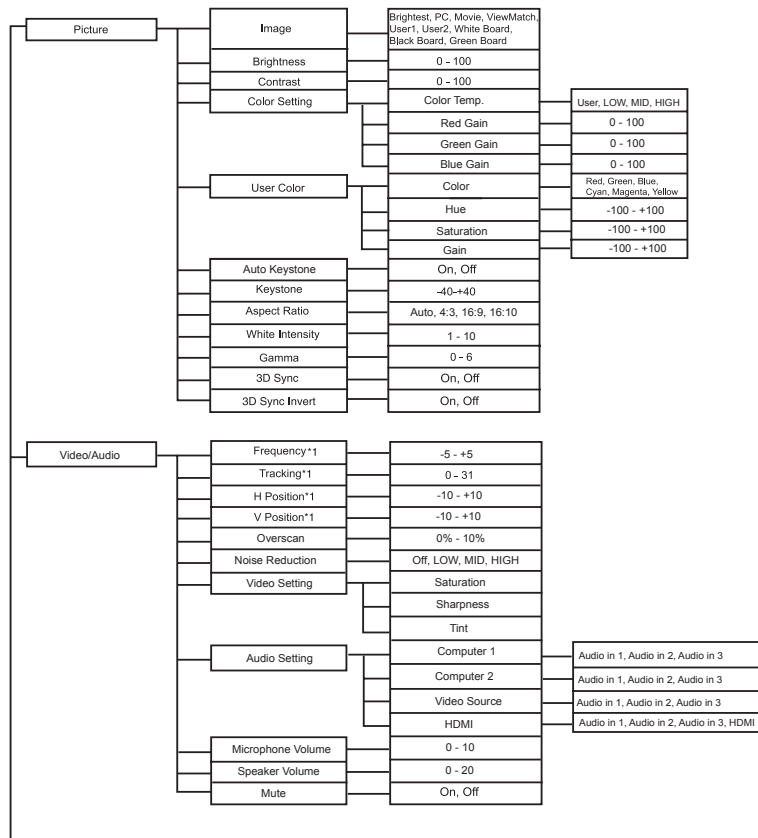 Picture
Image
Brightest, PC, Movie, ViewMatch,
User1, User2, White Board,
Black Board, Green Board
Brightness
0 - 100
Contrast
0 - 100
Color Setting
Color Temp.
User, LOW, MID, HIGH
Red Gain
0 - 100
Green Gain
0 - 100
Blue Gain
0 - 100
User Color
Color
Red, Green, Blue,
Cyan, Magenta, Yellow
Hue
-100 - +100
Saturation
-100 - +100
Gain
-100 - +100
Auto Keystone
On, Off
Keystone
-40-+40
Aspect Ratio
Auto, 4:3, 16:9, 16:10
White Intensity
1 - 10
Gamma
0 - 6
3D Sync
On, Off
3D Sync Invert
On, Off
Video/Audio
Frequency*1
-5 - +5
Tracking*1
0 - 31
H Position*1
-10 - +10
V Position*1
-10 - +10
Overscan
0% - 10%
Noise Reduction
Off, LOW, MID, HIGH
Video Setting
Saturation
Sharpness
Tint
Audio Setting
Computer 1
Audio in 1, Audio in 2, Audio in 3
Computer 2
Audio in 1, Audio in 2, Audio in 3
Video Source
Audio in 1, Audio in 2, Audio in 3
HDMI
Audio in 1, Audio in 2, Audio in 3, HDMI
Microphone Volume
0 - 10
Speaker Volume
0 - 20
Mute
On, Off